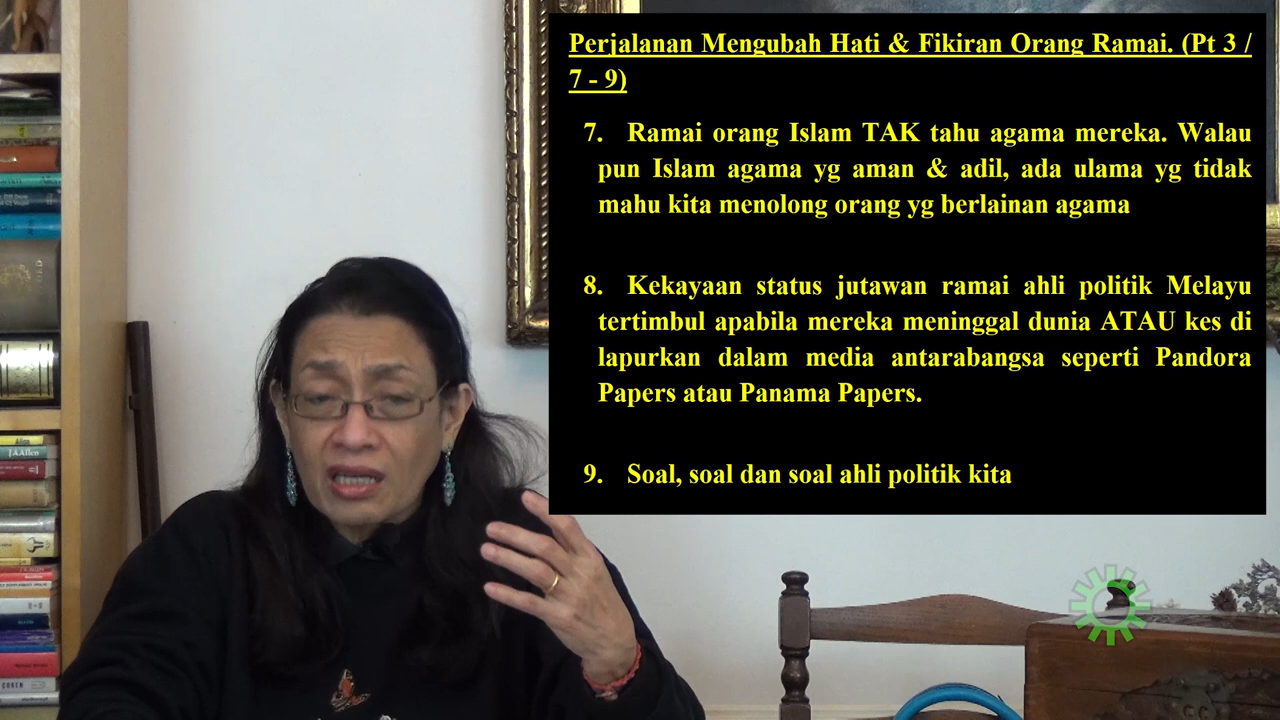 Perjalanan Mengubah Hati & Fikiran Orang Ramai. (Pt 3 /
7 - 9)
7. Ramai orang Islam TAK tahu agama mereka. Walau
pun Islam agama yg aman & adil, ada ulama yg tidak
mahu kita menolong orang yg berlainan agama
8. Kekayaan status jutawan ramai ahli politik Melayu
tertimbul apabila mereka meninggal dunia ATAU kes di
lapurkan dalam media antarabangsa seperti Pandora
Papers atau Panama Papers.
9. Soal, soal dan soal ahli politik kita
Allen
J.A.Allen